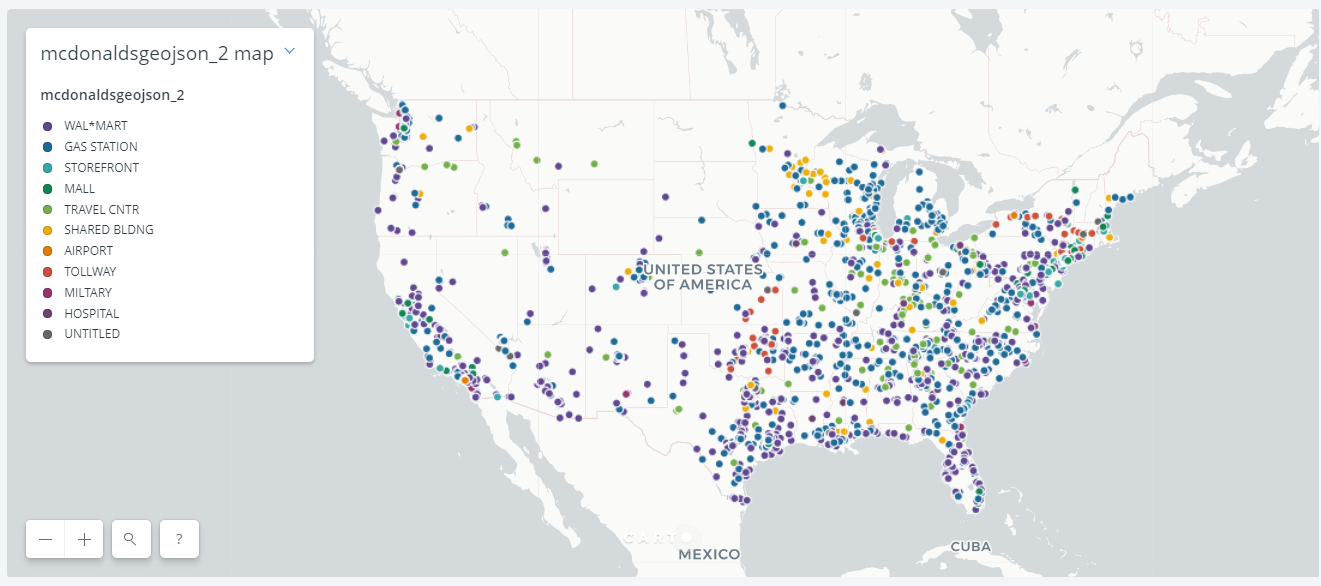 mcdonaldsgeojson_2 map
mcdonaldsgeojson_2
WAL*MART
GAS STATION
STOREFRONT
MALL
TRAVEL CNTR
SHARED BLDNG
AIRPORT
TOLLWAY
MILTARY
HOSPITAL
UNTITLED
UNITED STATES
OF AMERICA
CARTO
MEXICO
CUBA
?